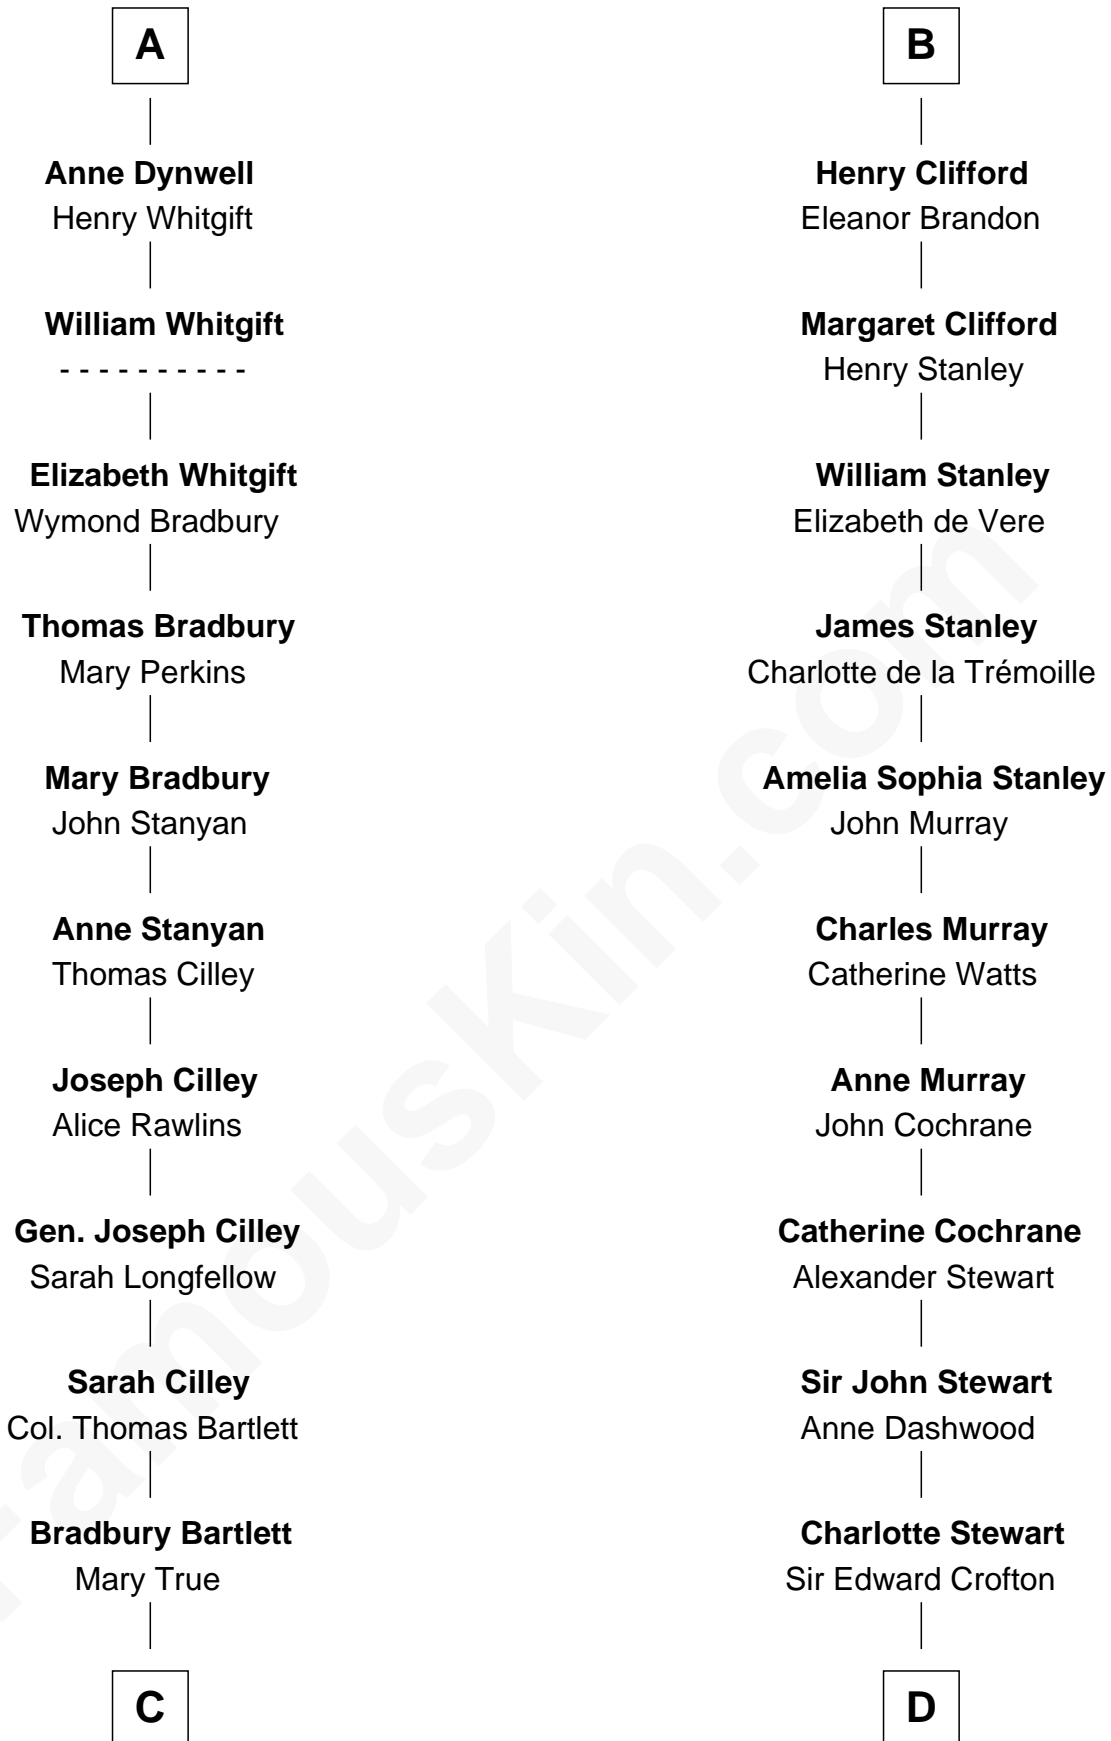 A
Anne Dynwell
Henry Whitgift
William Whitgift
- - - - - - - - - -
Elizabeth Whitgift
Wymond Bradbury
Thomas Bradbury
Mary Perkins
Mary Bradbury
John Stanyan
Anne Stanyan
Thomas Cilley
Joseph Cilley
Alice Rawlins
Gen. Joseph Cilley
Sarah Longfellow
Sarah Cilley
Col. Thomas Bartlett
Bradbury Bartlett
Mary True
C
B
Henry Clifford
Eleanor Brandon
Margaret Clifford
Henry Stanley
William Stanley
Elizabeth de Vere
James Stanley
Charlotte de la Trémoille
Amelia Sophia Stanley
John Murray
Charles Murray
Catherine Watts
Anne Murray
John Cochrane
Catherine Cochrane
Alexander Stewart
Sir John Stewart
Anne Dashwood
Charlotte Stewart
Sir Edward Crofton
D
FamousKin.com